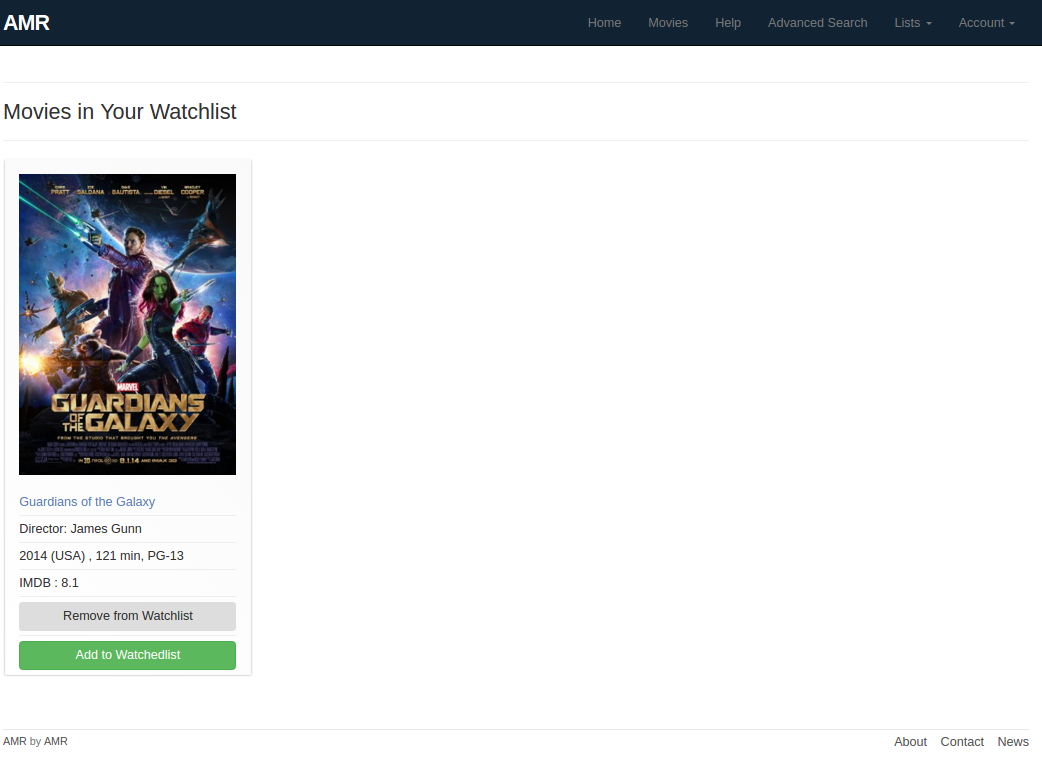 AMR
Home Movies Help Advanced Search Lists Account
Movies in Your Watchlist
CHRIS PRATT ZOE SALDANA DAVE BAUTISTA VIN DIESEL BRADLEY COOPER
MARVEL
GUARDIANS
OF THE GALAXY
FROM THE STUDIO THAT BROUGHT YOU THE AVENGERS
8.1.14
Guardians of the Galaxy
Director: James Gunn
2014 (USA) , 121 min, PG-13
IMDB : 8.1
Remove from Watchlist
Add to Watchedlist
AMR by AMR
About Contact News